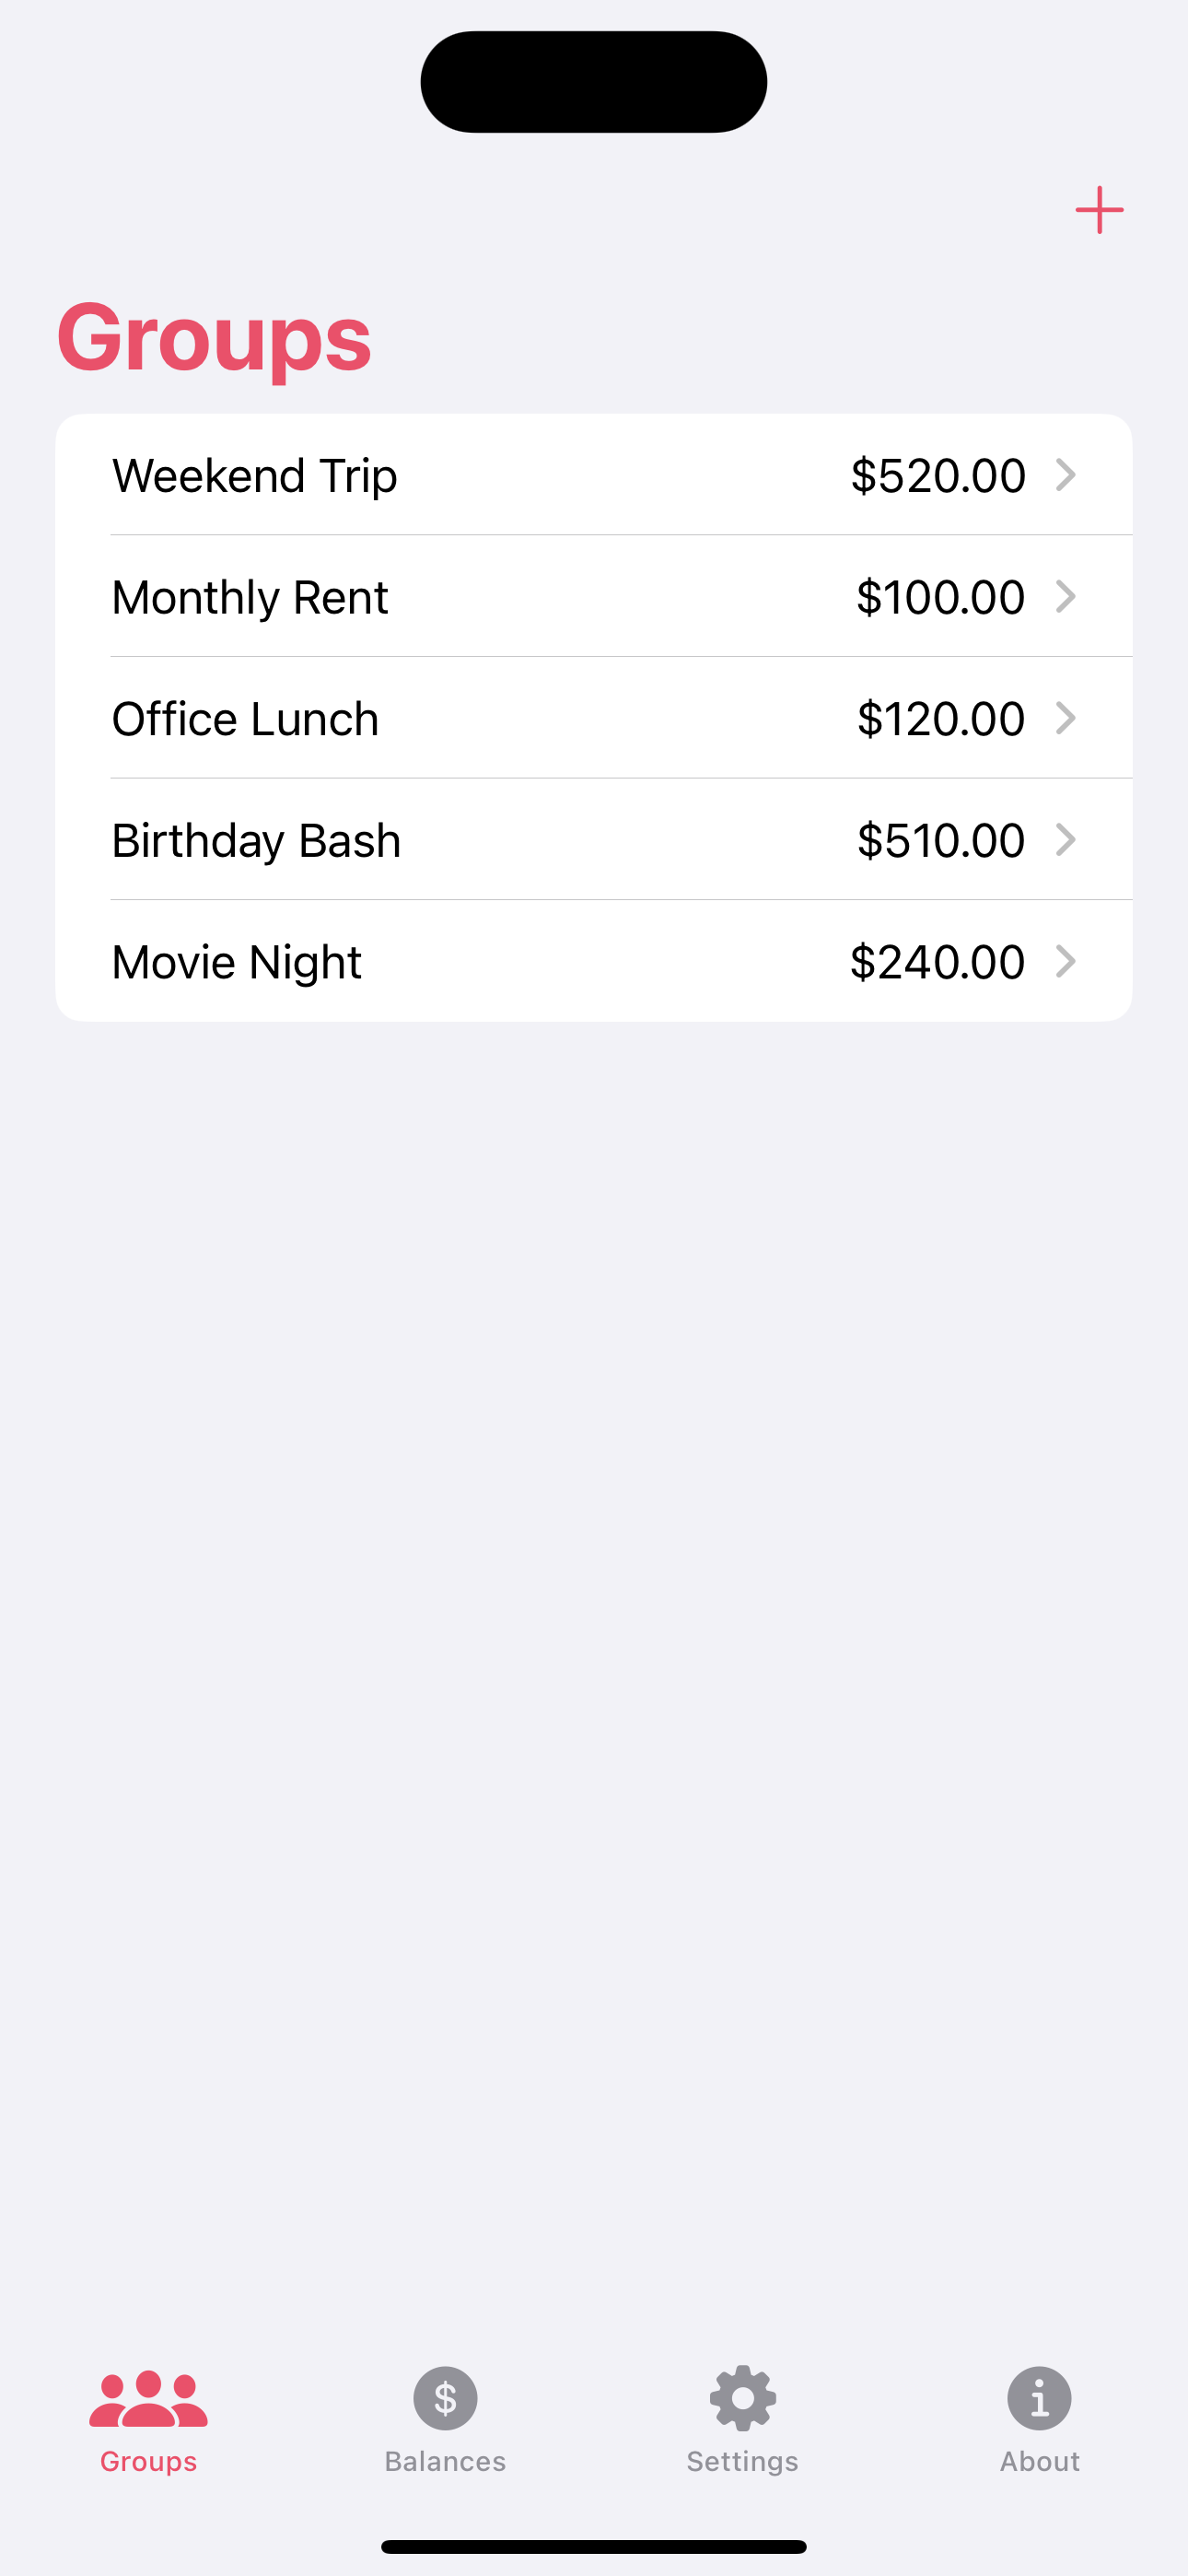 Groups
Weekend Trip $520.00
Monthly Rent $100.00
Office Lunch $120.00
Birthday Bash $510.00
Movie Night $240.00
Groups Balances Settings About